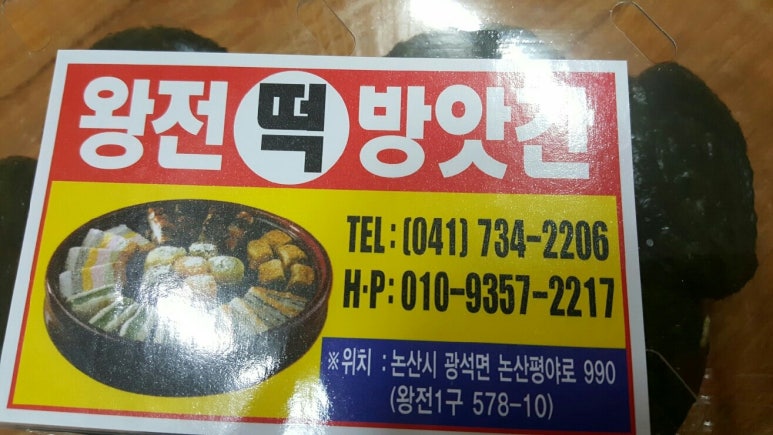 왕전 떡 방앗간
TEL : (041) 734-2206
H·P : 010-9357-2217
※위치 : 논산시 광석면 논산평야로 990
(왕전1구 578-10)